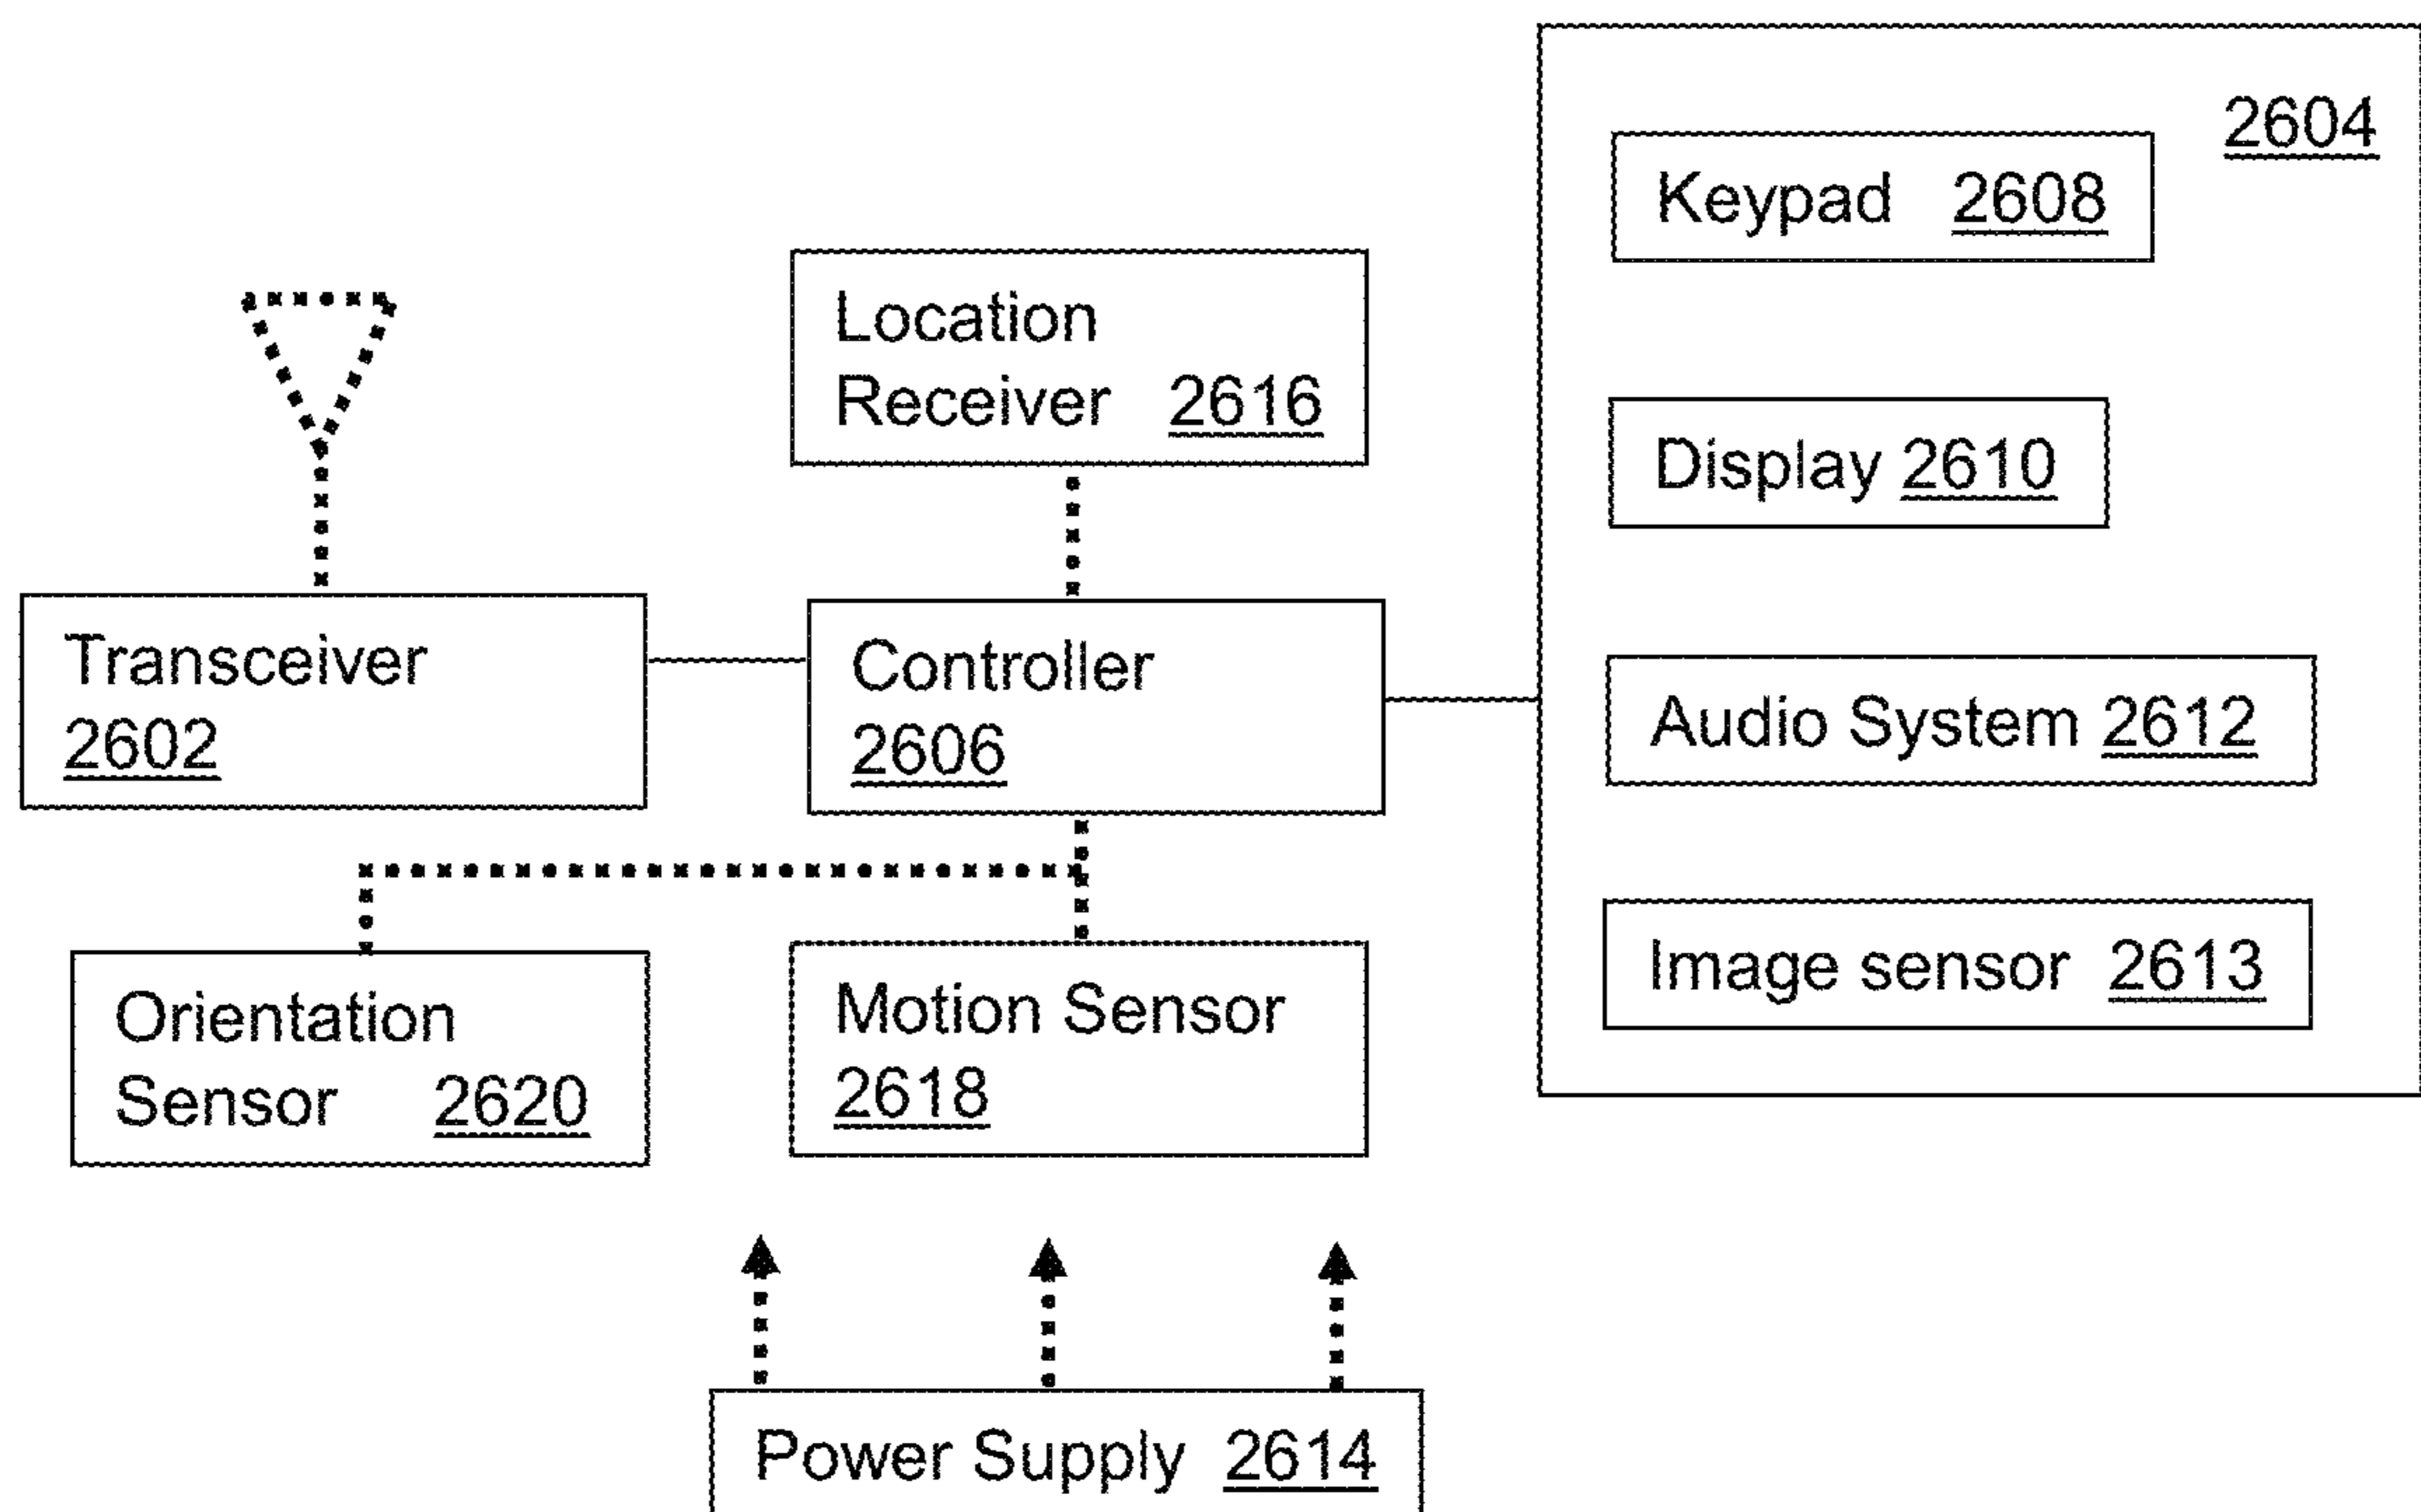 2604
Keypad 2608
Location
Receiver 2616
Display 2610
Transceiver
2602
Controller
2606
Audio System 2612
Image sensor 2613
Orientation
Sensor 2620
Motion Sensor
2618
Power Supply 2614